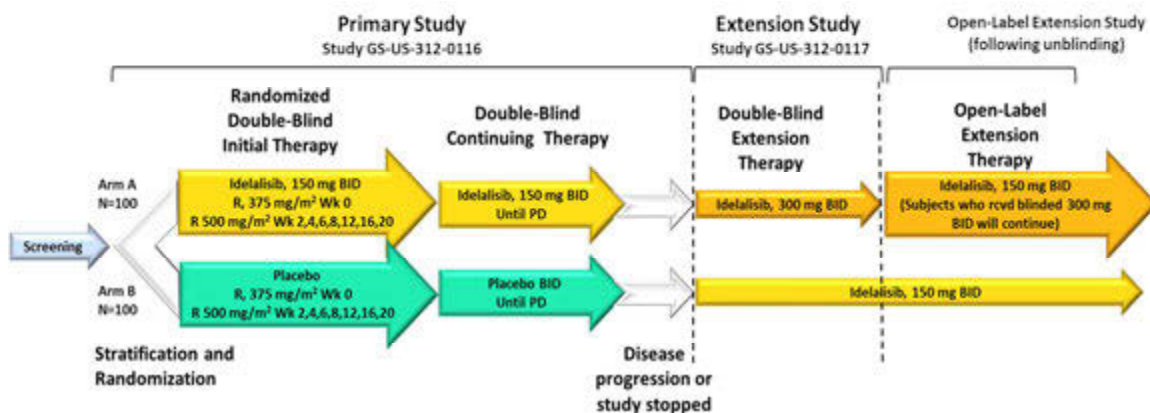 Primary Study
Study GS-US-312-0116
Extension Study
Study GS-US-312-0117
Open-Label Extension Study
(following unblinding)
Randomized
Double-Blind
Initial Therapy
Double-Blind
Continuing Therapy
Double-Blind
Extension
Therapy
Open-Label
Extension
Therapy
Screening
Arm A
N=100
Idelalisib, 150 mg BID
R, 375 mg/m² Wk 0
R 500 mg/m² Wk 2,4,6,8,12,16,20
Idelalisib, 150 mg BID
Until PD
Idelalisib, 300 mg BID
Idelalisib, 150 mg BID
(Subjects who rcvd blinded 300 mg
BID will continue)
Arm B
N=100
Placebo
R, 375 mg/m² Wk 0
R 500 mg/m² Wk 2,4,6,8,12,16,20
Placebo BID
Until PD
Idelalisib, 150 mg BID
Stratification and
Randomization
Disease
progression or
study stopped